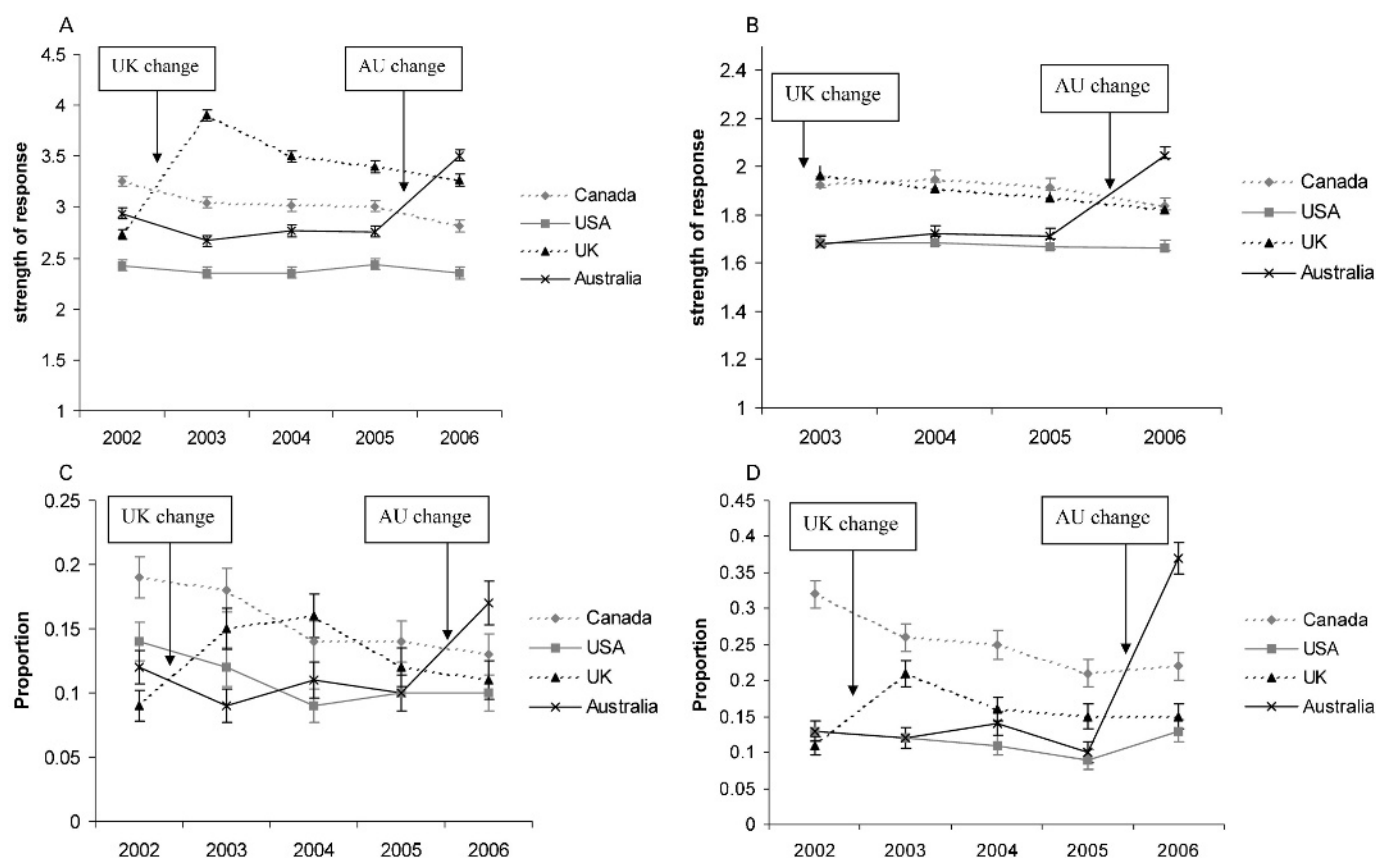 A
4.5
4
3.5
3
2.5
2
1.5
1
strength of response
UK change
AU change
2002 2003 2004 2005 2006
Canada
USA
UK
Australia
B
2.4
2.2
2
1.8
1.6
1.4
1.2
1
strength of response
UK change
AU change
2003 2004 2005 2006
Canada
USA
UK
Australia
C
0.25
0.2
0.15
0.1
0.05
0
Proportion
UK change
AU change
2002 2003 2004 2005 2006
Canada
USA
UK
Australia
D
0.45
0.4
0.35
0.3
0.25
0.2
0.15
0.1
0.05
0
Proportion
UK change
AU change
2002 2003 2004 2005 2006
Canada
USA
UK
Australia